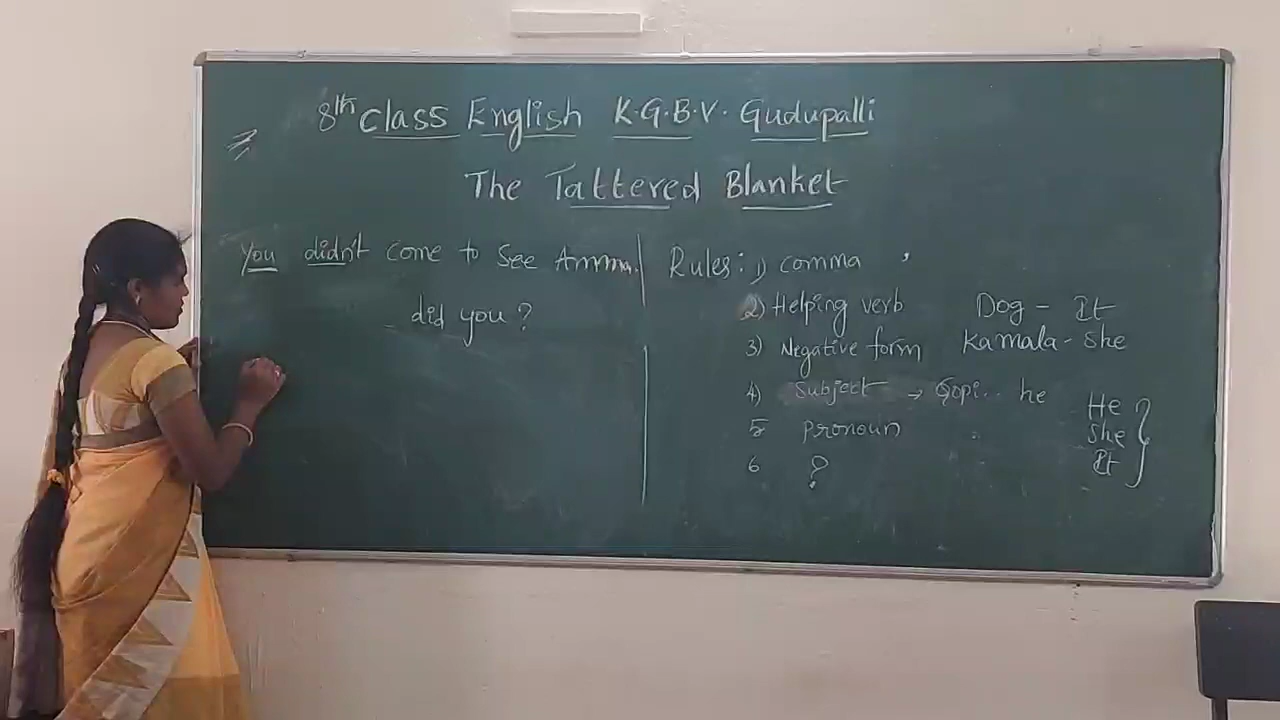 8th class English K.G.B.V. Gudupalli
The Tattered Blanket
You didn't come to see Amma.
did you?
Rules: 1) comma ,
2) Helping verb
3) Negative form
4) Subject → Gopi.. he
5 pronoun
6 ?
Dog - It
Kamala - She
He
She
It